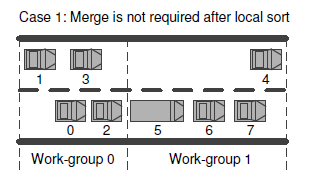 Case 1: Merge is not required after local sort
1 3 4
0 2 5 6 7
Work-group 0 Work-group 1